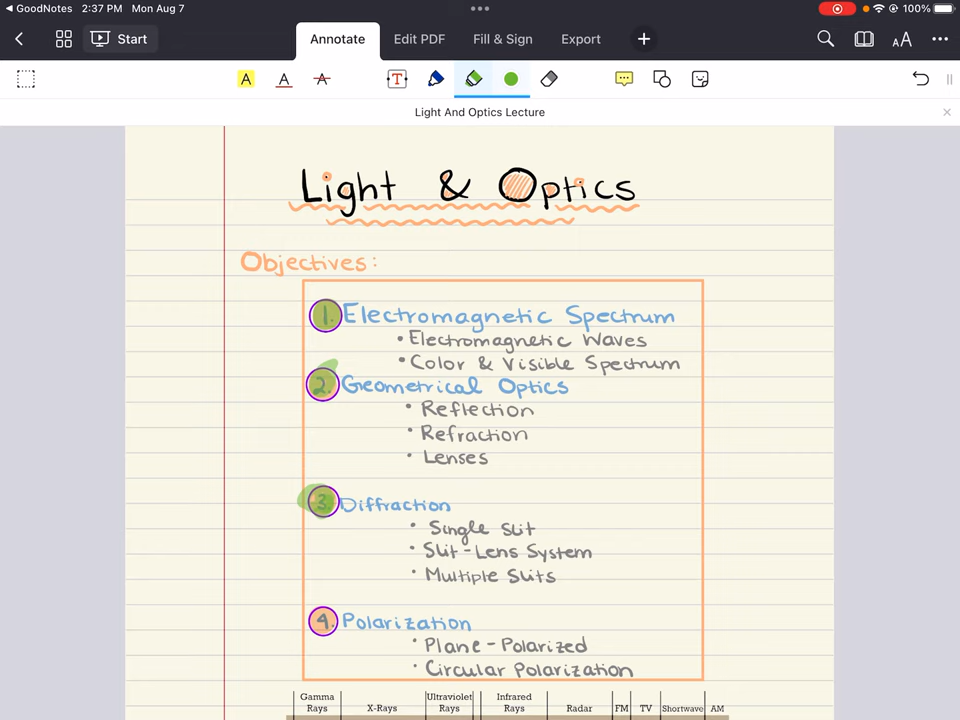 GoodNotes 2:37 PM Mon Aug 7 100%
Start Annotate Edit PDF Fill & Sign Export AA
A A A T
Light And Optics Lecture
Light & Optics
Objectives:
1. Electromagnetic Spectrum
• Electromagnetic Waves
• Color & Visible Spectrum
2. Geometrical Optics
• Reflection
• Refraction
• Lenses
3. Diffraction
• Single Slit
• Slit-Lens System
• Multiple Slits
4. Polarization
• Plane-Polarized
• Circular Polarization
Gamma Rays X-Rays Ultraviolet Rays Infrared Rays Radar FM TV Shortwave AM